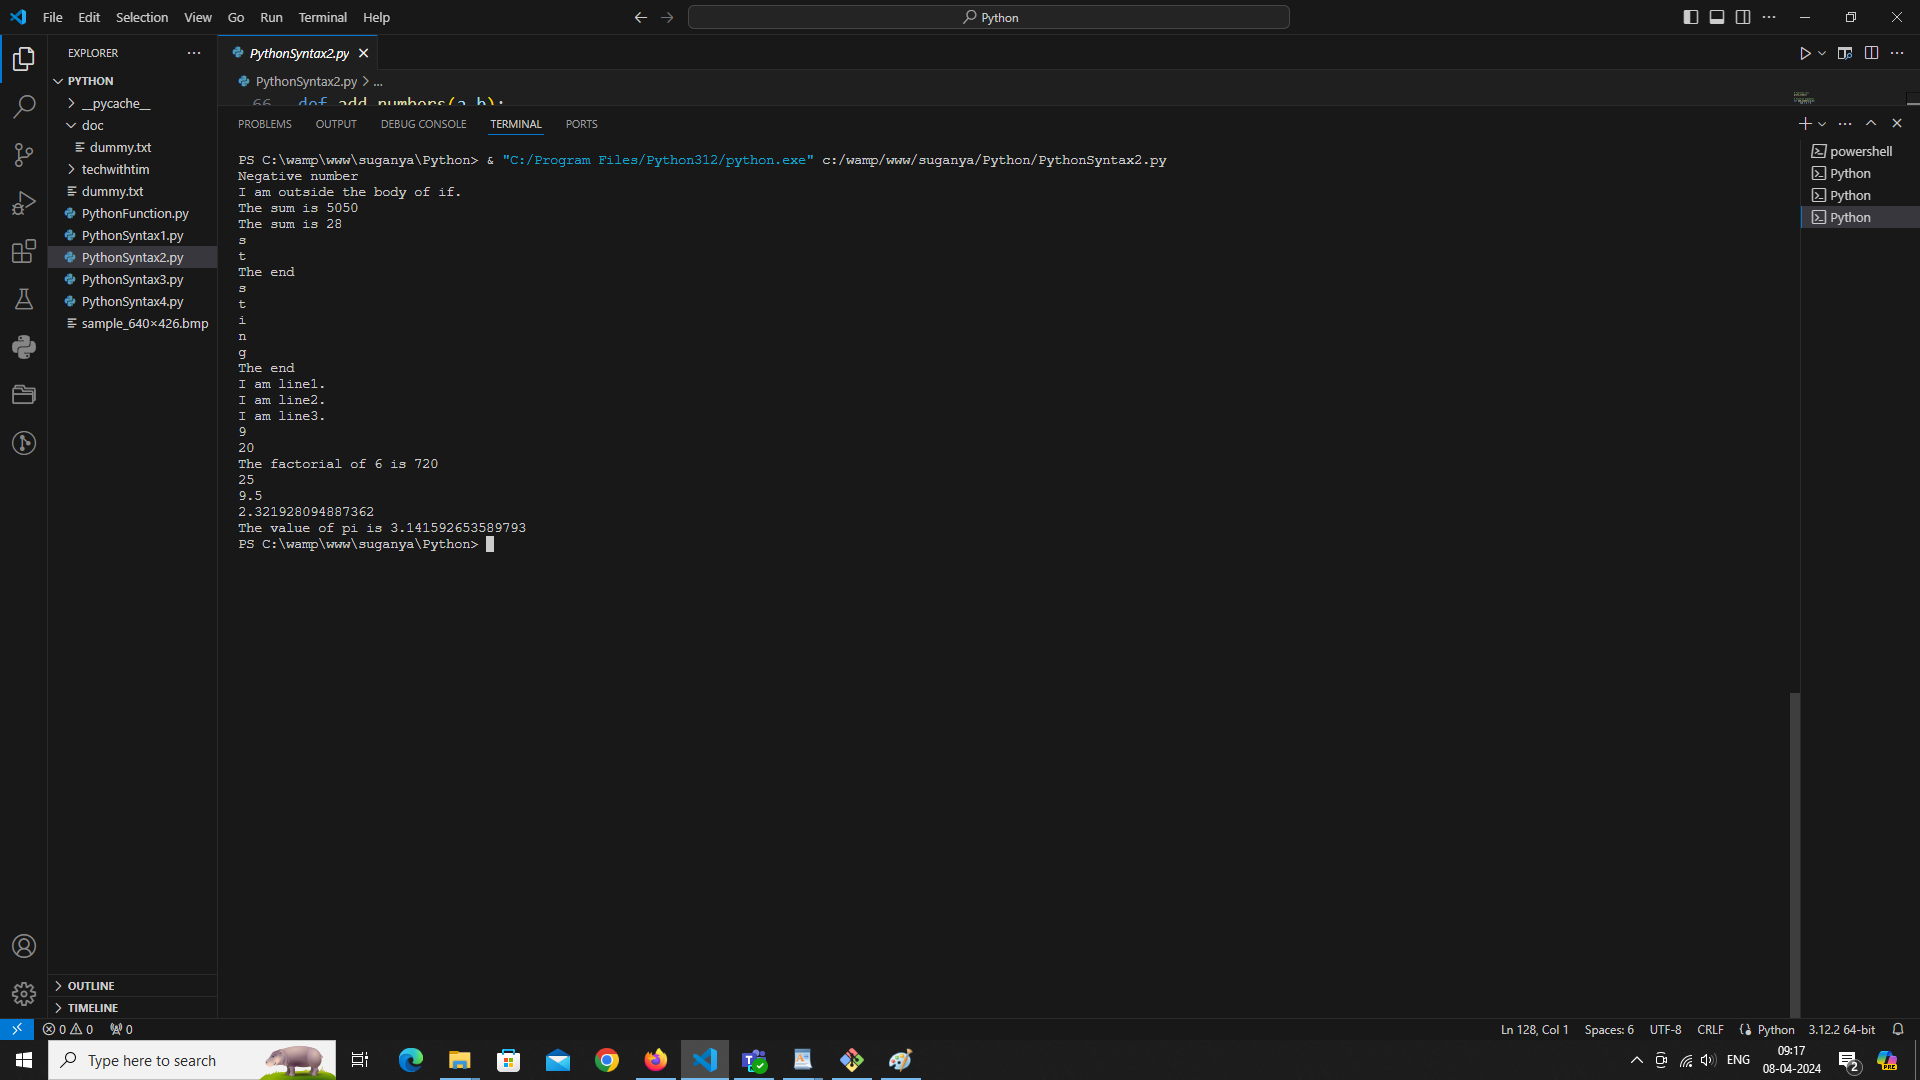 File Edit Selection View Go Run Terminal Help
Python
EXPLORER
PYTHON
__pycache__
doc
dummy.txt
techwithtim
dummy.txt
PythonFunction.py
PythonSyntax1.py
PythonSyntax2.py
PythonSyntax3.py
PythonSyntax4.py
sample_640×426.bmp
OUTLINE
TIMELINE
PythonSyntax2.py
PythonSyntax2.py > ...
66 def add_numbers(a,b):
PROBLEMS OUTPUT DEBUG CONSOLE TERMINAL PORTS
PS C:\wamp\www\suganya\Python> & "C:/Program Files/Python312/python.exe" c:/wamp/www/suganya/Python/PythonSyntax2.py
Negative number
I am outside the body of if.
The sum is 5050
The sum is 28
s
t
The end
s
t
i
n
g
The end
I am line1.
I am line2.
I am line3.
9
20
The factorial of 6 is 720
25
9.5
2.321928094887362
The value of pi is 3.141592653589793
PS C:\wamp\www\suganya\Python>
powershell
Python
Python
Python
0 0 0
Ln 128, Col 1 Spaces: 6 UTF-8 CRLF Python 3.12.2 64-bit
Type here to search
ENG
09:17
08-04-2024
2